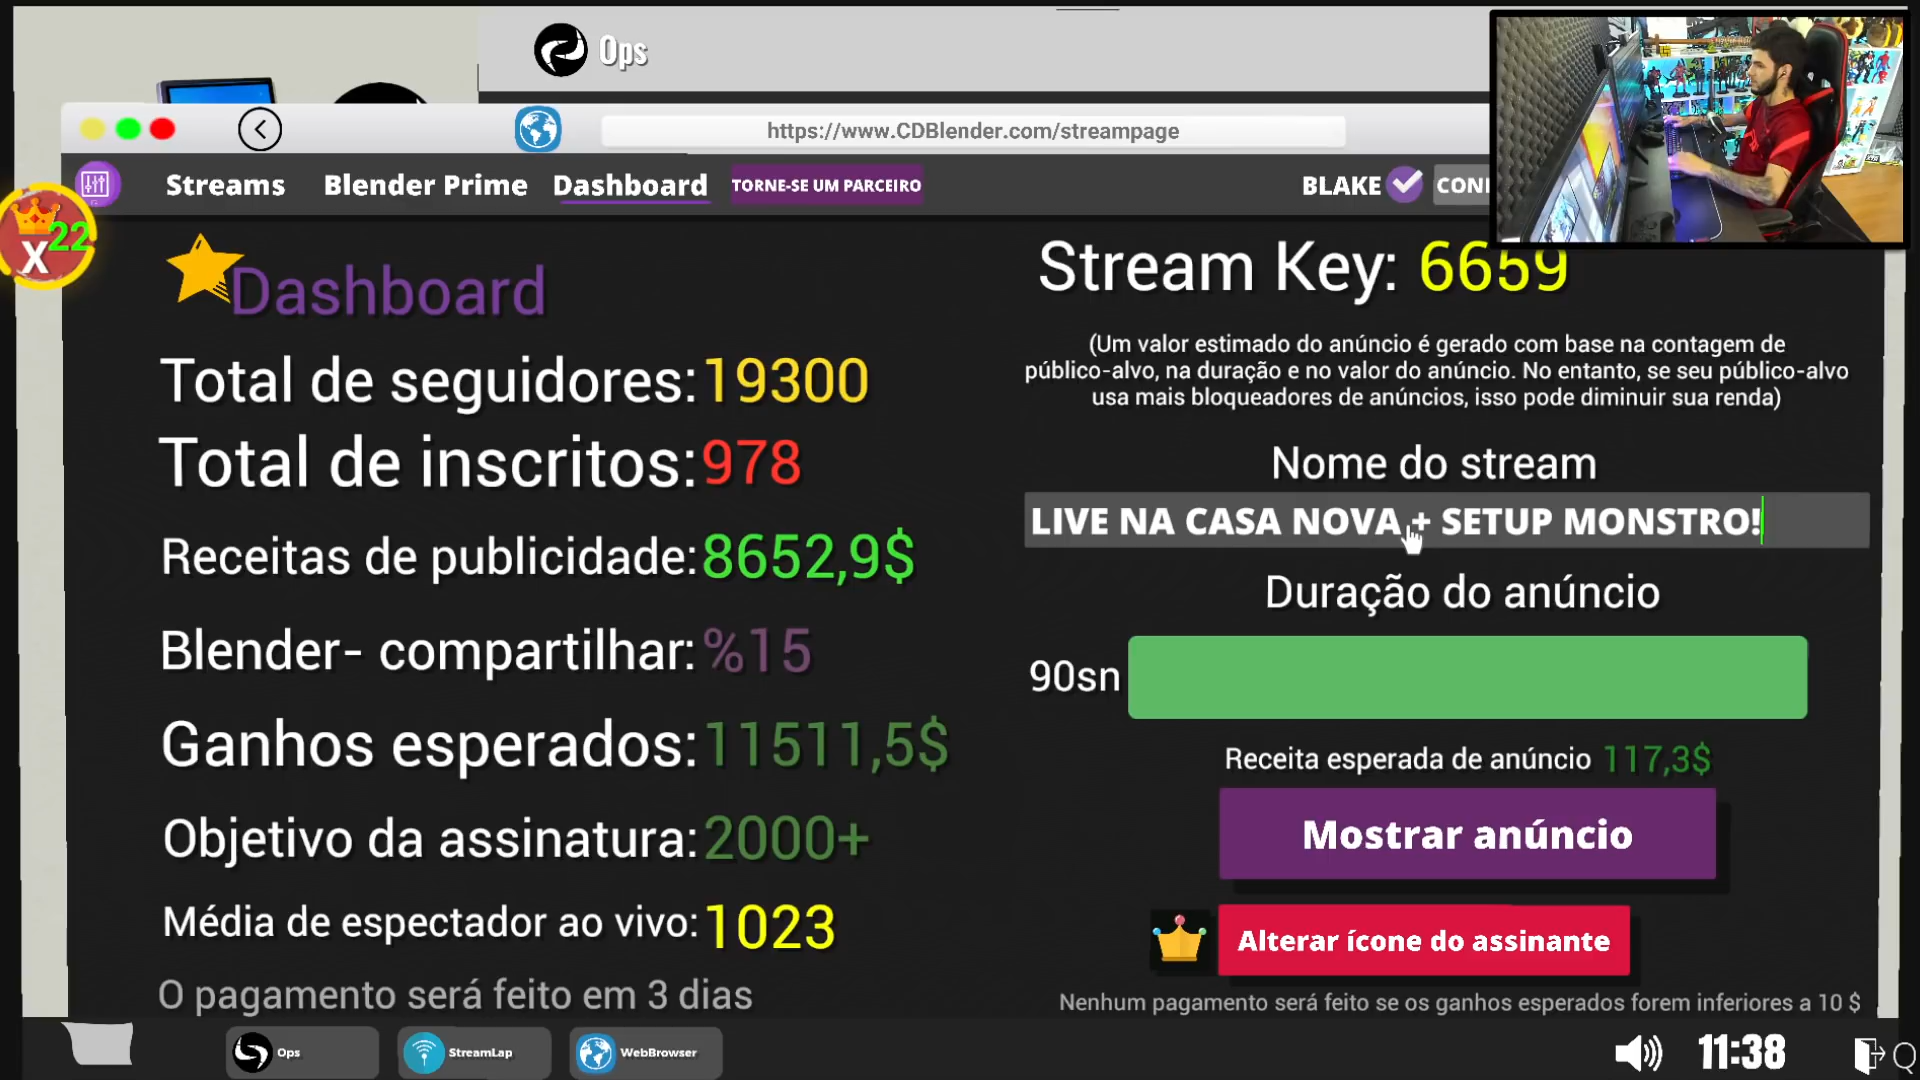 Ops
https://www.CDBlender.com/streampage
Streams Blender Prime Dashboard TORNE-SE UM PARCEIRO BLAKE
X 22
Dashboard
Total de seguidores: 19300
Total de inscritos: 978
Receitas de publicidade: 8652,9$
Blender- compartilhar: %15
Ganhos esperados: 11511,5$
Objetivo da assinatura: 2000+
Média de espectador ao vivo: 1023
O pagamento será feito em 3 dias
Stream Key: 6659
(Um valor estimado do anúncio é gerado com base na contagem de
público-alvo, na duração e no valor do anúncio. No entanto, se seu público-alvo
usa mais bloqueadores de anúncios, isso pode diminuir sua renda)
Nome do stream
LIVE NA CASA NOVA + SETUP MONSTRO!
Duração do anúncio
90sn
Receita esperada de anúncio 117,3$
Mostrar anúncio
Alterar ícone do assinante
Nenhum pagamento será feito se os ganhos esperados forem inferiores a 10 $
Ops StreamLap WebBrowser 11:38 Q